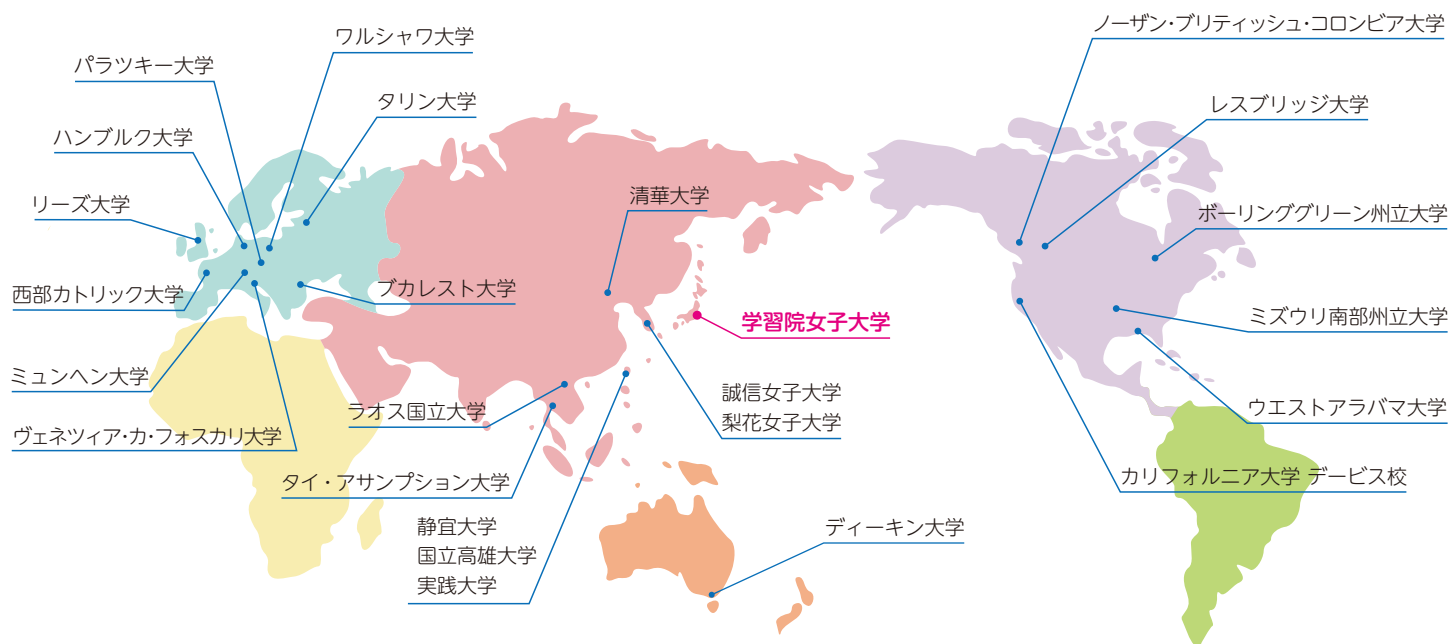 ワルシャワ大学
パラツキー大学
タリン大学
ハンブルク大学
リーズ大学
西部カトリック大学
ブカレスト大学
ミュンヘン大学
ヴェネツィア・カ・フォスカリ大学
清華大学
学習院女子大学
誠信女子大学
梨花女子大学
ラオス国立大学
タイ・アサンプション大学
静宜大学
国立高雄大学
実践大学
ディーキン大学
ノーザン・ブリティッシュ・コロンビア大学
レスブリッジ大学
ボーリンググリーン州立大学
ミズウリ南部州立大学
ウエストアラバマ大学
カリフォルニア大学 デービス校